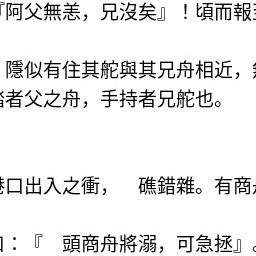 『阿父無恙，兄沒矣』！頃而報
隱似有住其舵與其兄舟相近，
者父之舟，手持者兄舵也。
港口出入之衝，　礁錯雜。有商
：『　頭商舟將溺，可急拯』。